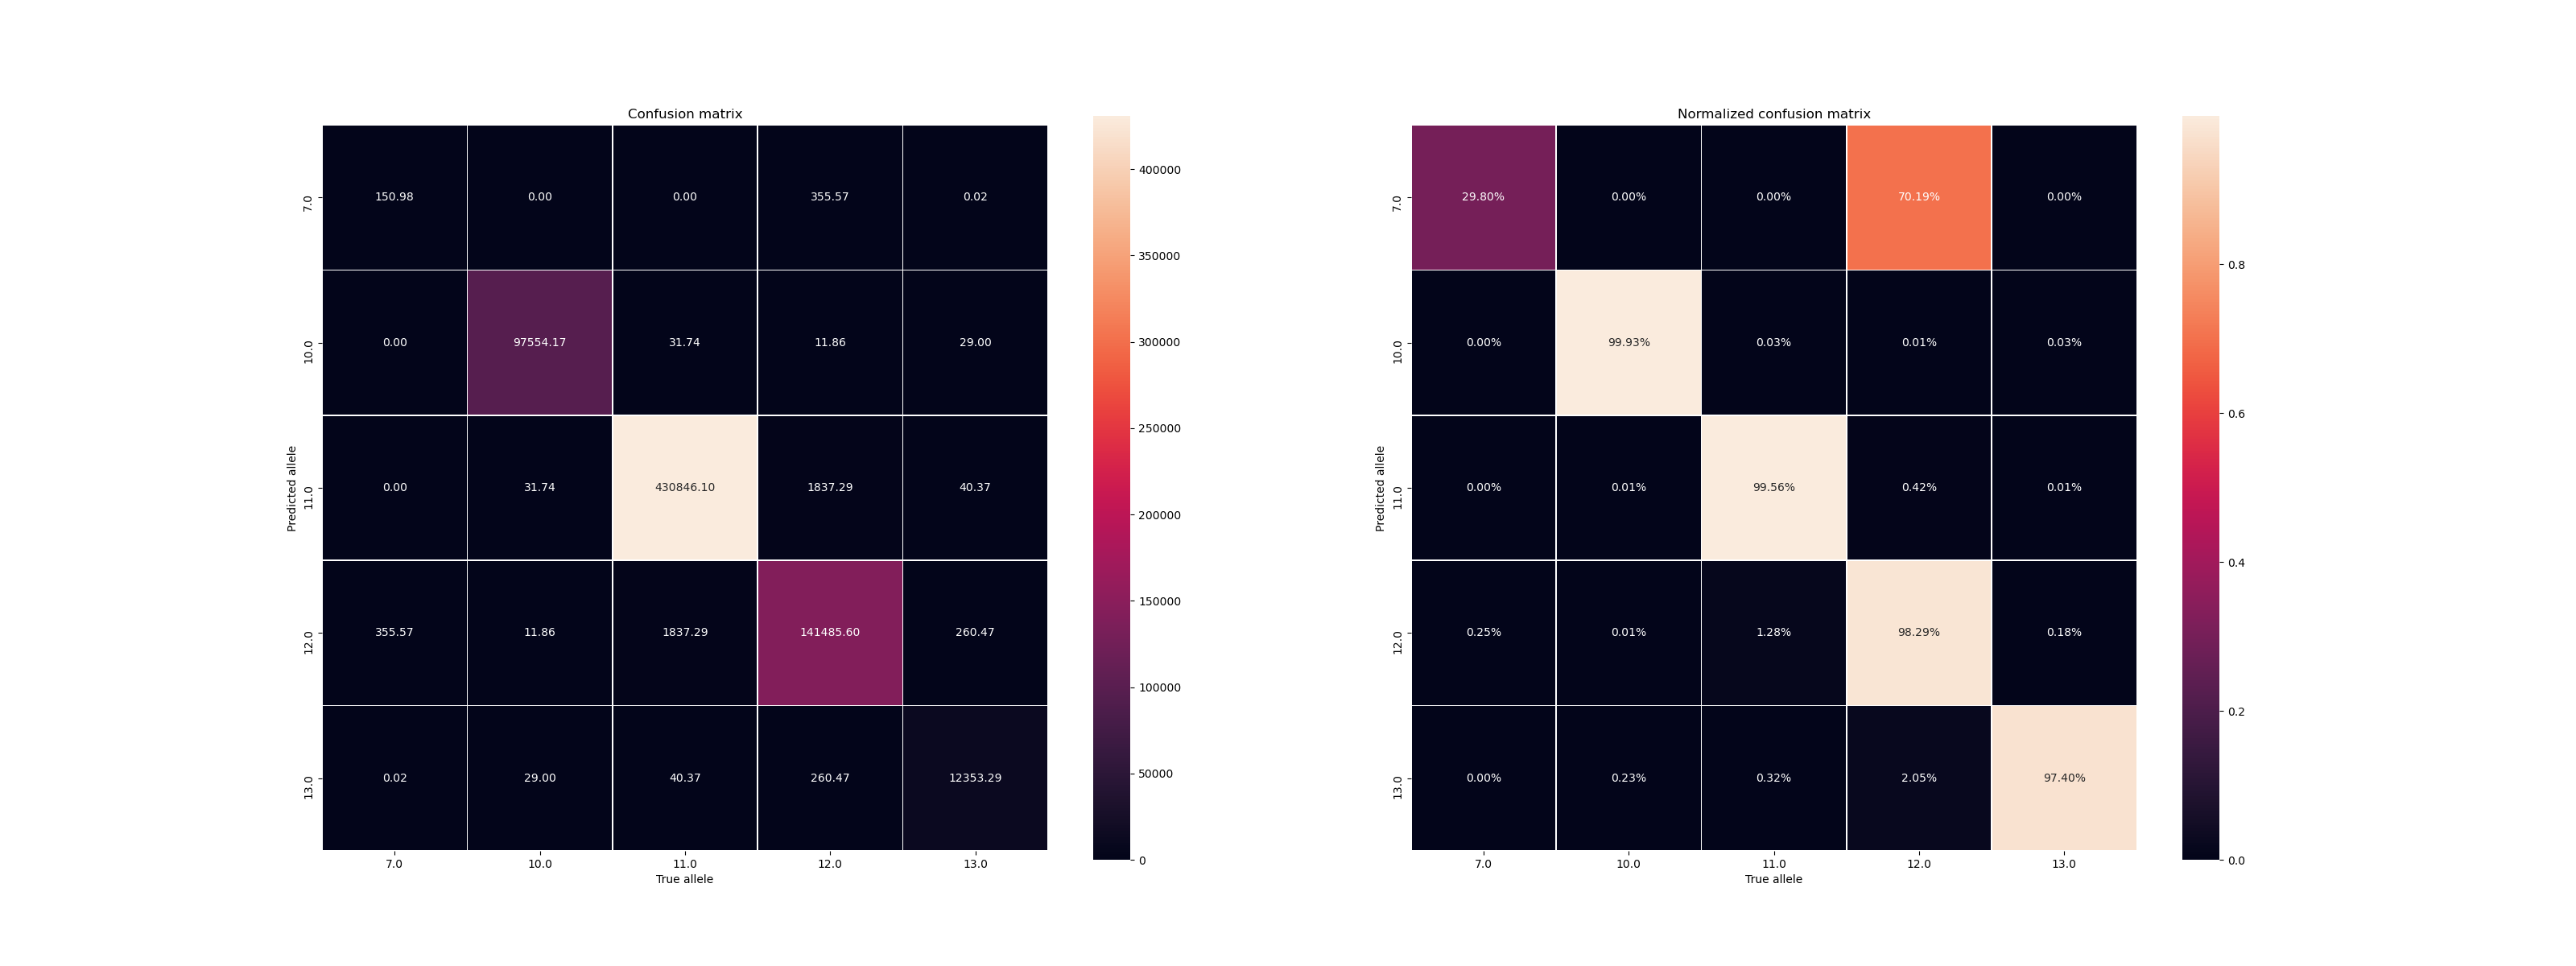 Confusion matrix
7.0 150.98 0.00 0.00 355.57 0.02
10.0 0.00 97554.17 31.74 11.86 29.00
11.0 0.00 31.74 430846.10 1837.29 40.37
12.0 355.57 11.86 1837.29 141485.60 260.47
13.0 0.02 29.00 40.37 260.47 12353.29
7.0 10.0 11.0 12.0 13.0
True allele
Predicted allele
400000
350000
300000
250000
200000
150000
100000
50000
0
Normalized confusion matrix
7.0 29.80% 0.00% 0.00% 70.19% 0.00%
10.0 0.00% 99.93% 0.03% 0.01% 0.03%
11.0 0.00% 0.01% 99.56% 0.42% 0.01%
12.0 0.25% 0.01% 1.28% 98.29% 0.18%
13.0 0.00% 0.23% 0.32% 2.05% 97.40%
7.0 10.0 11.0 12.0 13.0
True allele
Predicted allele
0.8
0.6
0.4
0.2
0.0